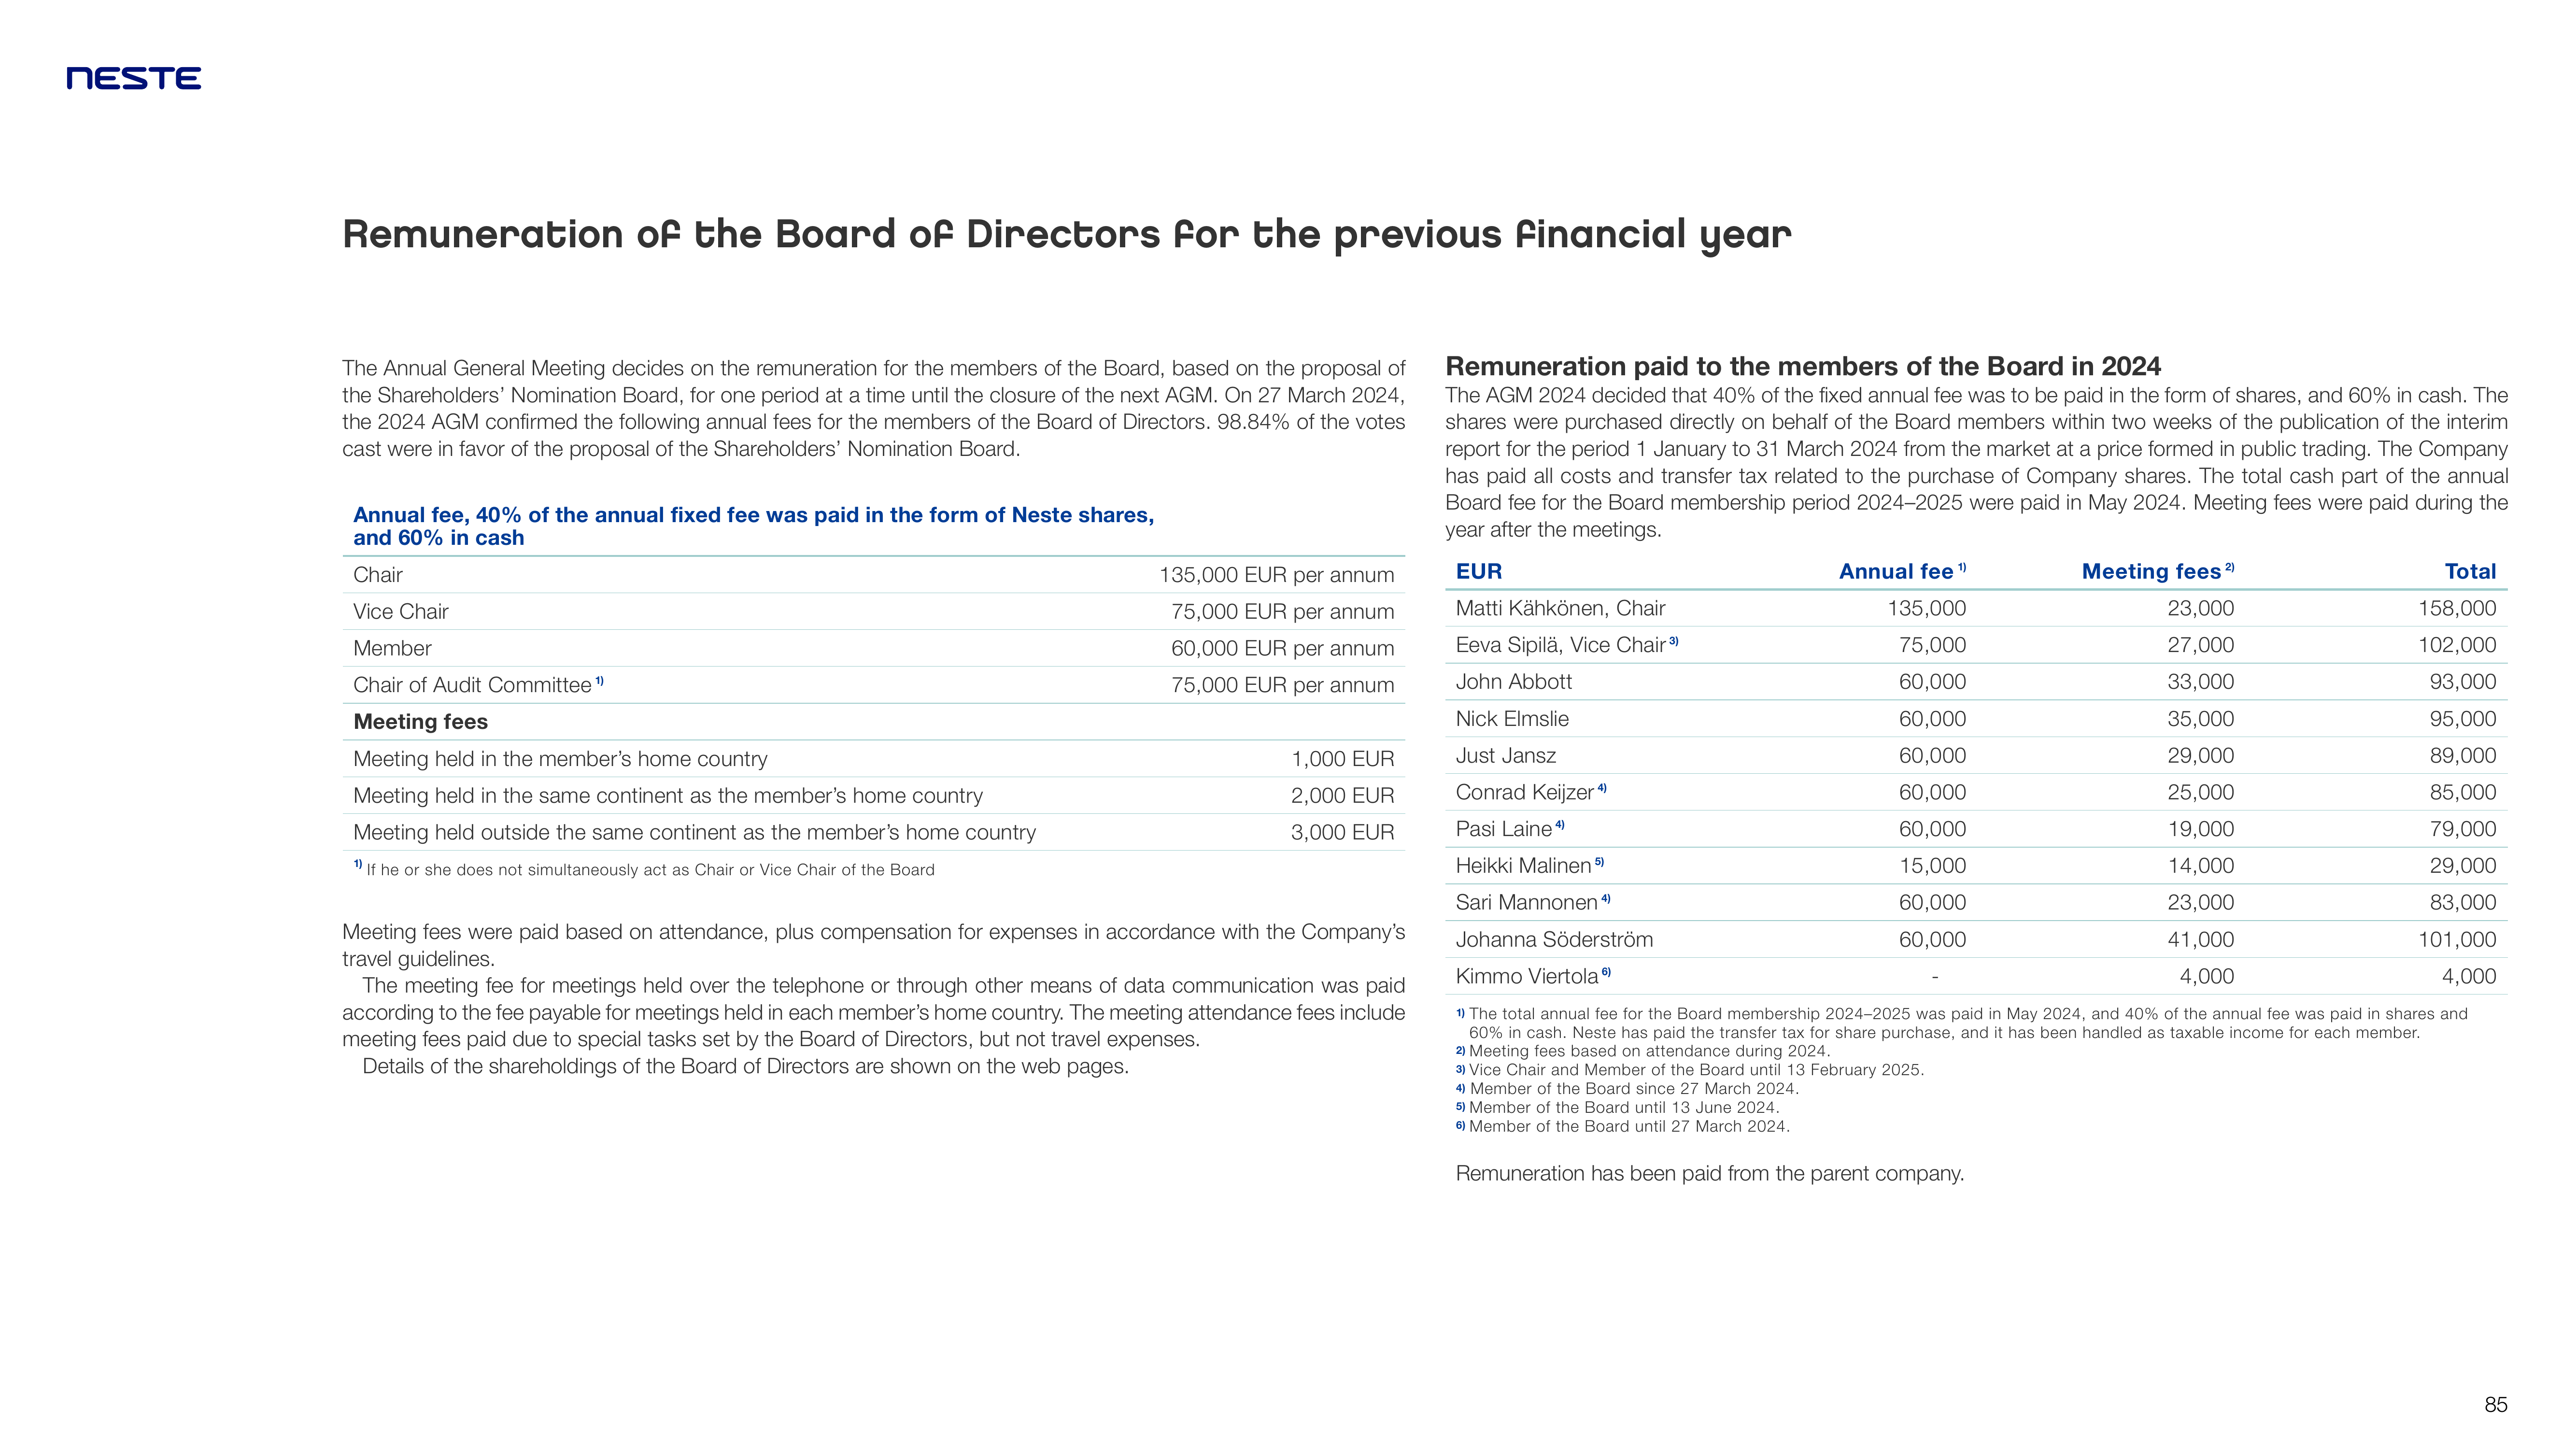 NESTE
Remuneration of the Board of Directors for the previous financial year
The Annual General Meeting decides on the remuneration for the members of the Board, based on the proposal of
the Shareholders’ Nomination Board, for one period at a time until the closure of the next AGM. On 27 March 2024,
the 2024 AGM confirmed the following annual fees for the members of the Board of Directors. 98.84% of the votes
cast were in favor of the proposal of the Shareholders’ Nomination Board.
Annual fee, 40% of the annual fixed fee was paid in the form of Neste shares,
and 60% in cash
Chair 135,000 EUR per annum
Vice Chair 75,000 EUR per annum
Member 60,000 EUR per annum
Chair of Audit Committee 1) 75,000 EUR per annum
Meeting fees
Meeting held in the member’s home country 1,000 EUR
Meeting held in the same continent as the member’s home country 2,000 EUR
Meeting held outside the same continent as the member’s home country 3,000 EUR
1) If he or she does not simultaneously act as Chair or Vice Chair of the Board
Meeting fees were paid based on attendance, plus compensation for expenses in accordance with the Company’s
travel guidelines.
The meeting fee for meetings held over the telephone or through other means of data communication was paid
according to the fee payable for meetings held in each member’s home country. The meeting attendance fees include
meeting fees paid due to special tasks set by the Board of Directors, but not travel expenses.
Details of the shareholdings of the Board of Directors are shown on the web pages.
Remuneration paid to the members of the Board in 2024
The AGM 2024 decided that 40% of the fixed annual fee was to be paid in the form of shares, and 60% in cash. The
shares were purchased directly on behalf of the Board members within two weeks of the publication of the interim
report for the period 1 January to 31 March 2024 from the market at a price formed in public trading. The Company
has paid all costs and transfer tax related to the purchase of Company shares. The total cash part of the annual
Board fee for the Board membership period 2024–2025 were paid in May 2024. Meeting fees were paid during the
year after the meetings.
EUR Annual fee 1) Meeting fees 2) Total
Matti Kähkönen, Chair 135,000 23,000 158,000
Eeva Sipilä, Vice Chair 3) 75,000 27,000 102,000
John Abbott 60,000 33,000 93,000
Nick Elmslie 60,000 35,000 95,000
Just Jansz 60,000 29,000 89,000
Conrad Keijzer 4) 60,000 25,000 85,000
Pasi Laine 4) 60,000 19,000 79,000
Heikki Malinen 5) 15,000 14,000 29,000
Sari Mannonen 4) 60,000 23,000 83,000
Johanna Söderström 60,000 41,000 101,000
Kimmo Viertola 6) - 4,000 4,000
1) The total annual fee for the Board membership 2024–2025 was paid in May 2024, and 40% of the annual fee was paid in shares and
60% in cash. Neste has paid the transfer tax for share purchase, and it has been handled as taxable income for each member.
2) Meeting fees based on attendance during 2024.
3) Vice Chair and Member of the Board until 13 February 2025.
4) Member of the Board since 27 March 2024.
5) Member of the Board until 13 June 2024.
6) Member of the Board until 27 March 2024.
Remuneration has been paid from the parent company.
85